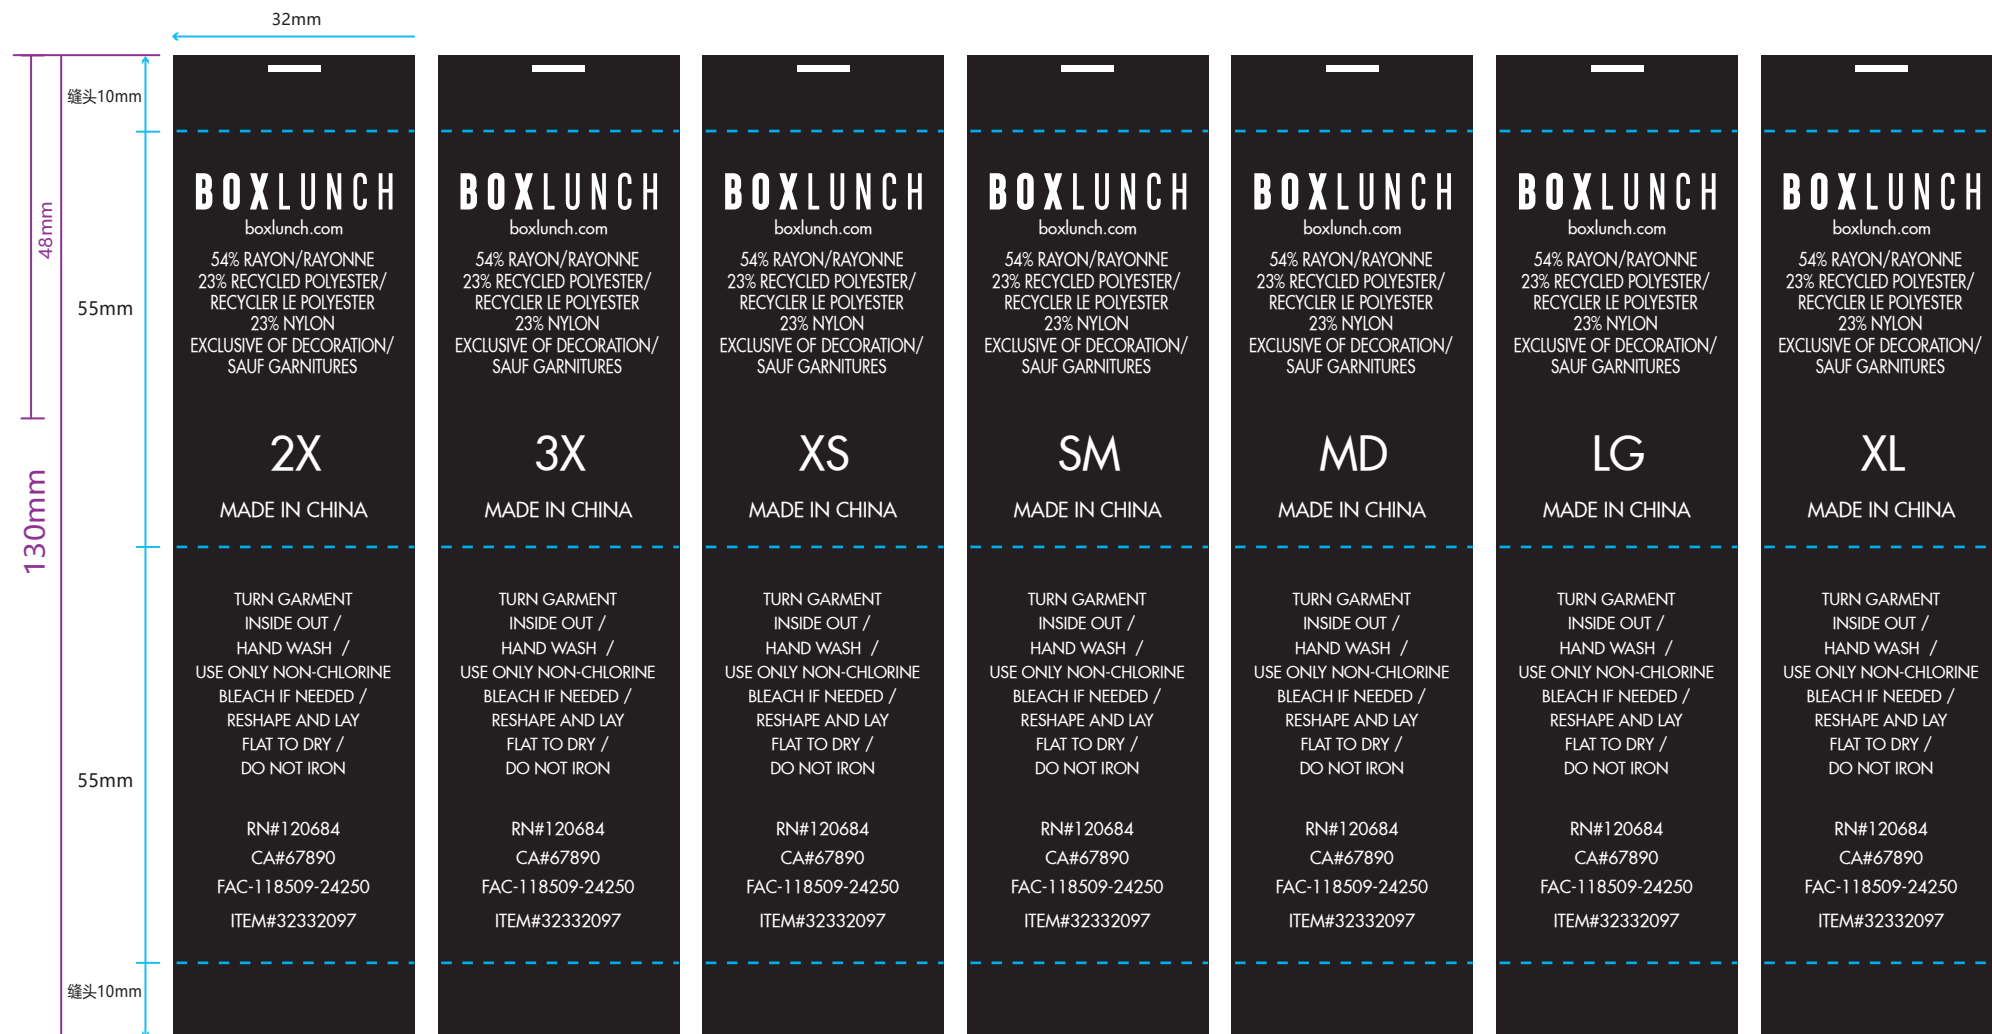 32mm
缝头10mm
48mm
55mm
130mm
55mm
缝头10mm
BOXLUNCH
boxlunch.com
54% RAYON/RAYONNE
23% RECYCLED POLYESTER/
RECYCLER LE POLYESTER
23% NYLON
EXCLUSIVE OF DECORATION/
SAUF GARNITURES
2X
MADE IN CHINA
TURN GARMENT
INSIDE OUT /
HAND WASH /
USE ONLY NON-CHLORINE
BLEACH IF NEEDED /
RESHAPE AND LAY
FLAT TO DRY /
DO NOT IRON
RN#120684
CA#67890
FAC-118509-24250
ITEM#32332097
BOXLUNCH
boxlunch.com
54% RAYON/RAYONNE
23% RECYCLED POLYESTER/
RECYCLER LE POLYESTER
23% NYLON
EXCLUSIVE OF DECORATION/
SAUF GARNITURES
3X
MADE IN CHINA
TURN GARMENT
INSIDE OUT /
HAND WASH /
USE ONLY NON-CHLORINE
BLEACH IF NEEDED /
RESHAPE AND LAY
FLAT TO DRY /
DO NOT IRON
RN#120684
CA#67890
FAC-118509-24250
ITEM#32332097
BOXLUNCH
boxlunch.com
54% RAYON/RAYONNE
23% RECYCLED POLYESTER/
RECYCLER LE POLYESTER
23% NYLON
EXCLUSIVE OF DECORATION/
SAUF GARNITURES
XS
MADE IN CHINA
TURN GARMENT
INSIDE OUT /
HAND WASH /
USE ONLY NON-CHLORINE
BLEACH IF NEEDED /
RESHAPE AND LAY
FLAT TO DRY /
DO NOT IRON
RN#120684
CA#67890
FAC-118509-24250
ITEM#32332097
BOXLUNCH
boxlunch.com
54% RAYON/RAYONNE
23% RECYCLED POLYESTER/
RECYCLER LE POLYESTER
23% NYLON
EXCLUSIVE OF DECORATION/
SAUF GARNITURES
SM
MADE IN CHINA
TURN GARMENT
INSIDE OUT /
HAND WASH /
USE ONLY NON-CHLORINE
BLEACH IF NEEDED /
RESHAPE AND LAY
FLAT TO DRY /
DO NOT IRON
RN#120684
CA#67890
FAC-118509-24250
ITEM#32332097
BOXLUNCH
boxlunch.com
54% RAYON/RAYONNE
23% RECYCLED POLYESTER/
RECYCLER LE POLYESTER
23% NYLON
EXCLUSIVE OF DECORATION/
SAUF GARNITURES
MD
MADE IN CHINA
TURN GARMENT
INSIDE OUT /
HAND WASH /
USE ONLY NON-CHLORINE
BLEACH IF NEEDED /
RESHAPE AND LAY
FLAT TO DRY /
DO NOT IRON
RN#120684
CA#67890
FAC-118509-24250
ITEM#32332097
BOXLUNCH
boxlunch.com
54% RAYON/RAYONNE
23% RECYCLED POLYESTER/
RECYCLER LE POLYESTER
23% NYLON
EXCLUSIVE OF DECORATION/
SAUF GARNITURES
LG
MADE IN CHINA
TURN GARMENT
INSIDE OUT /
HAND WASH /
USE ONLY NON-CHLORINE
BLEACH IF NEEDED /
RESHAPE AND LAY
FLAT TO DRY /
DO NOT IRON
RN#120684
CA#67890
FAC-118509-24250
ITEM#32332097
BOXLUNCH
boxlunch.com
54% RAYON/RAYONNE
23% RECYCLED POLYESTER/
RECYCLER LE POLYESTER
23% NYLON
EXCLUSIVE OF DECORATION/
SAUF GARNITURES
XL
MADE IN CHINA
TURN GARMENT
INSIDE OUT /
HAND WASH /
USE ONLY NON-CHLORINE
BLEACH IF NEEDED /
RESHAPE AND LAY
FLAT TO DRY /
DO NOT IRON
RN#120684
CA#67890
FAC-118509-24250
ITEM#32332097